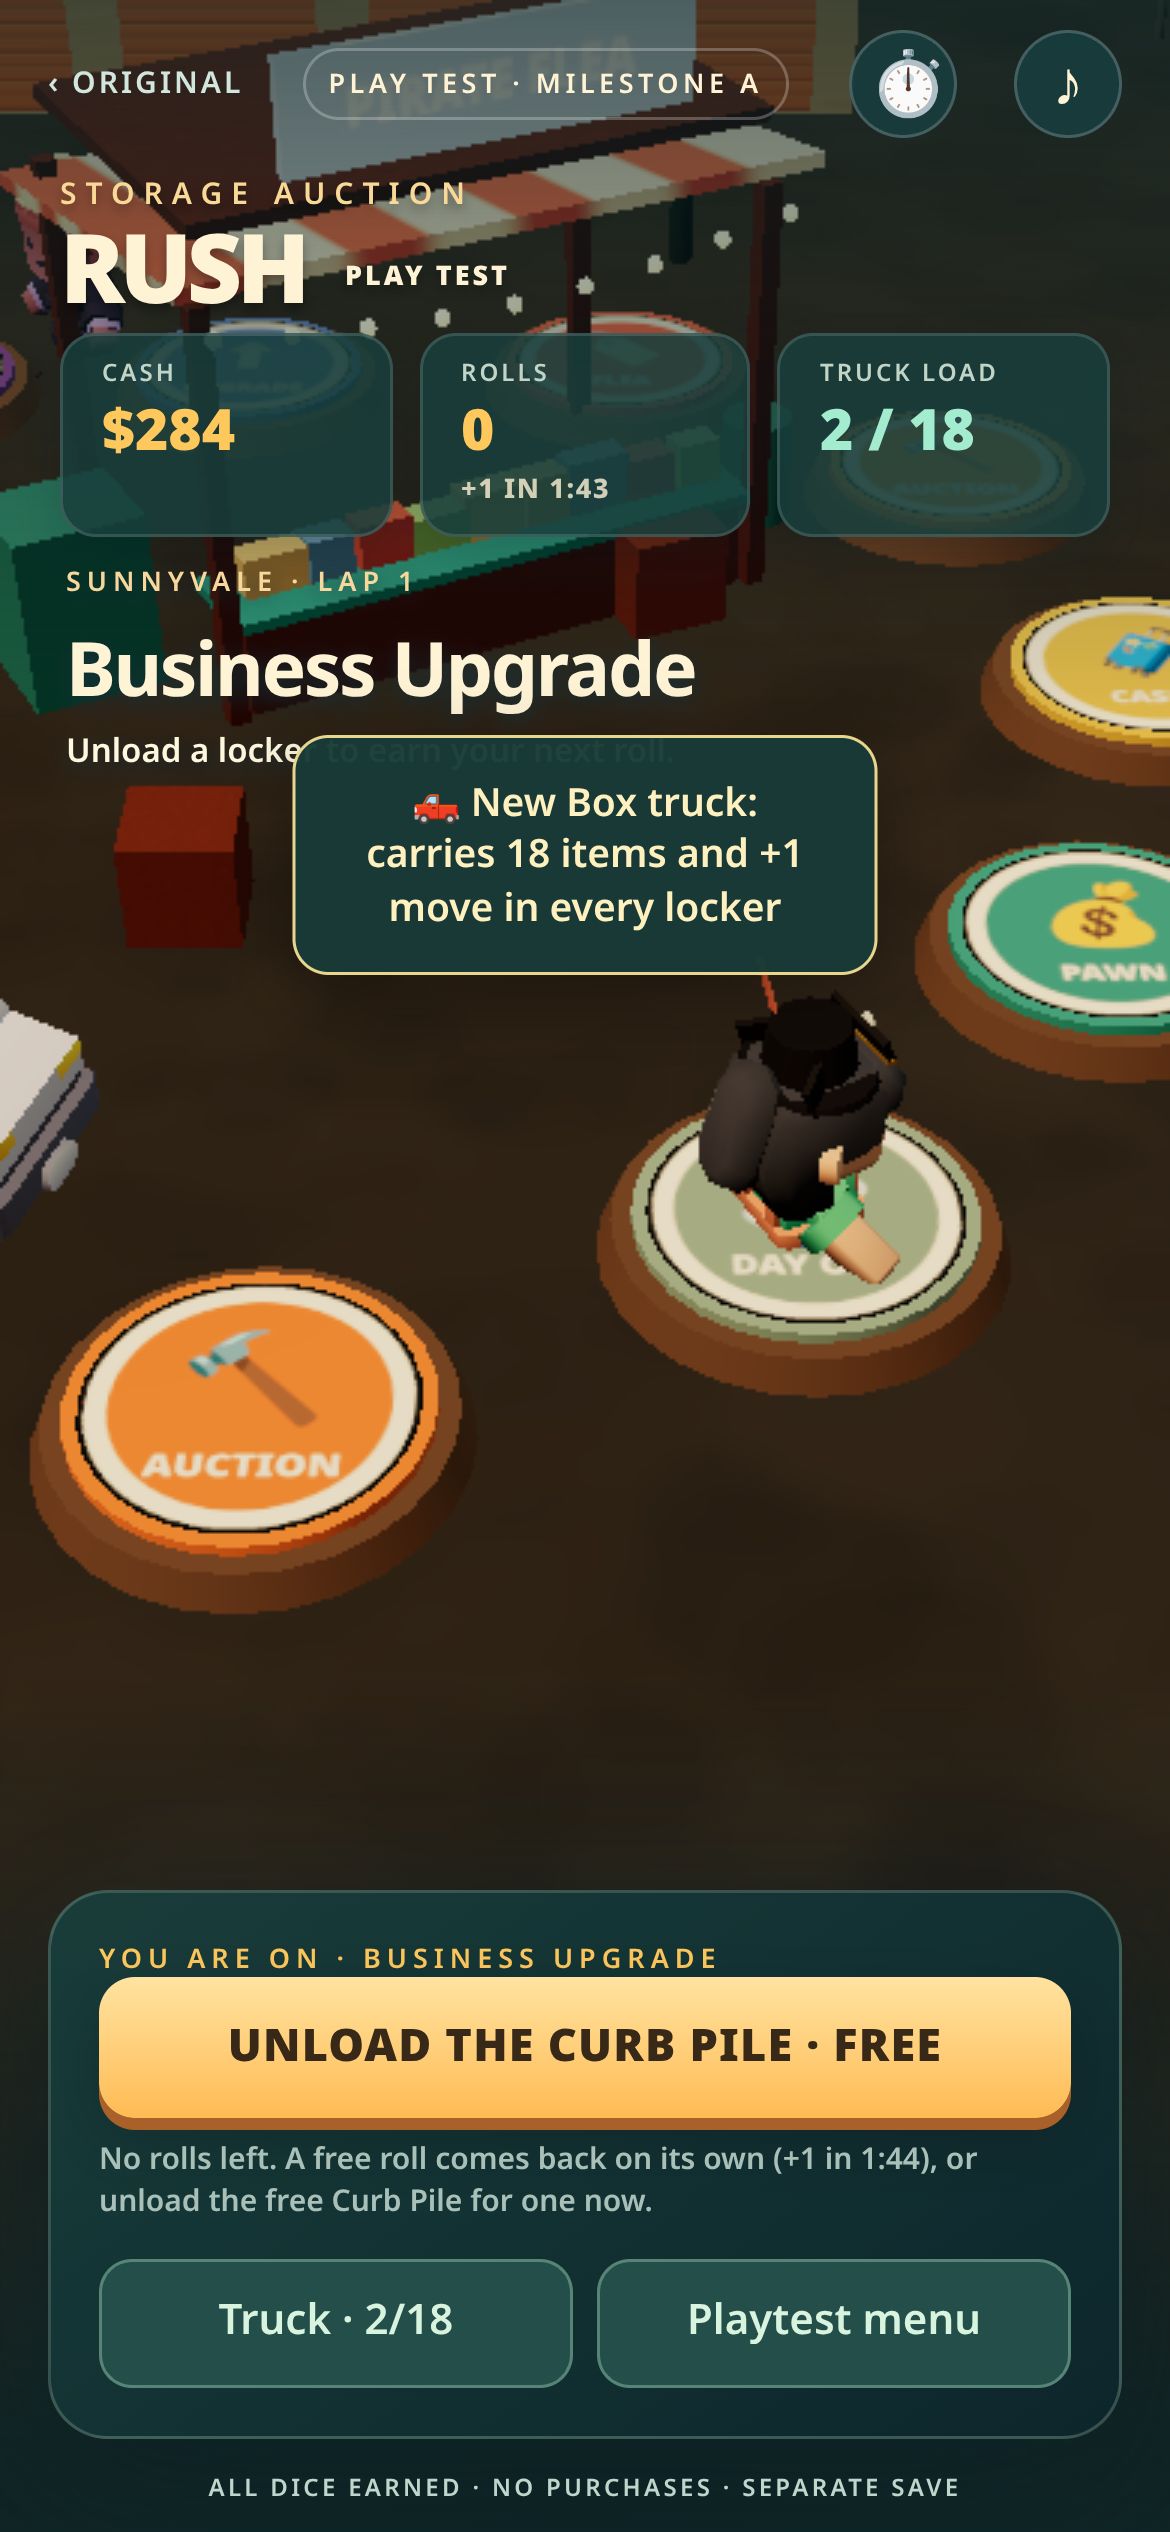 ‹ ORIGINAL
PLAY TEST · MILESTONE A
STORAGE AUCTION
RUSH
PLAY TEST
CASH
$284
ROLLS
0
+1 IN 1:43
TRUCK LOAD
2 / 18
SUNNYVALE · LAP 1
Business Upgrade
Unload a locker to earn your next roll.
New Box truck:
carries 18 items and +1
move in every locker
PAWN
DAY
AUCTION
YOU ARE ON · BUSINESS UPGRADE
UNLOAD THE CURB PILE · FREE
No rolls left. A free roll comes back on its own (+1 in 1:44), or
unload the free Curb Pile for one now.
Truck · 2/18
Playtest menu
ALL DICE EARNED · NO PURCHASES · SEPARATE SAVE